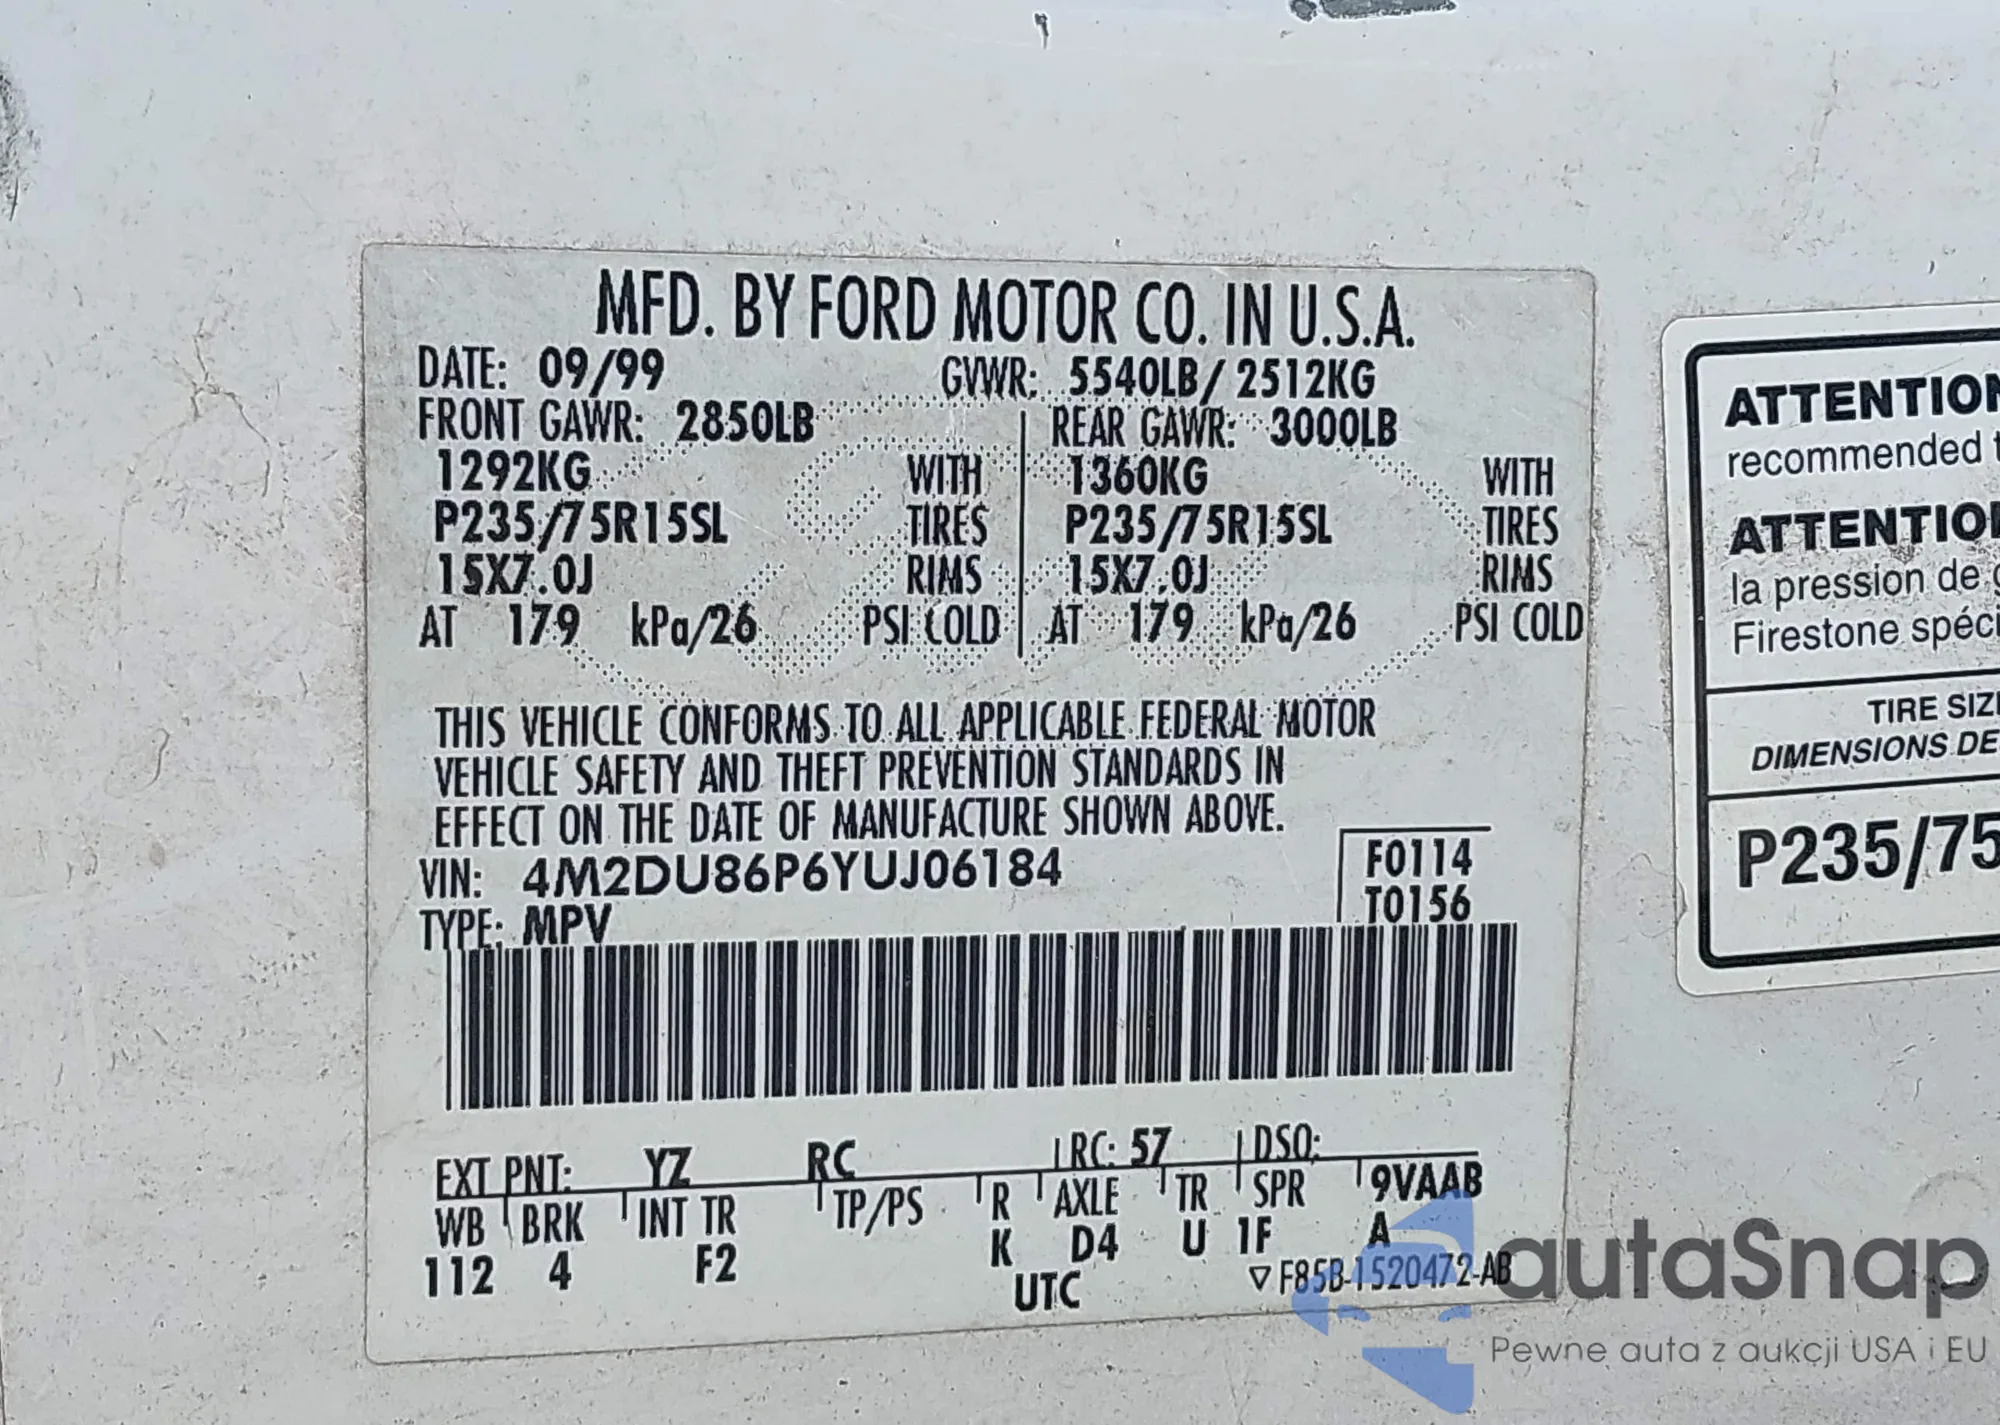 MFD. BY FORD MOTOR CO. IN U.S.A.
DATE: 09/99 GVWR: 5540LB/ 2512KG
FRONT GAWR: 2850LB REAR GAWR: 3000LB
1292KG WITH 1360KG WITH
P235/75R15SL TIRES P235/75R15SL TIRES
15X7.0J RIMS 15X7.0J RIMS
AT 179 kPa/26 PSI COLD AT 179 kPa/26 PSI COLD
THIS VEHICLE CONFORMS TO ALL APPLICABLE FEDERAL MOTOR
VEHICLE SAFETY AND THEFT PREVENTION STANDARDS IN
EFFECT ON THE DATE OF MANUFACTURE SHOWN ABOVE.
VIN: 4M2DU86P6YUJ06184 F0114
TYPE: MPV T0156
EXT PNT: YZ RC RC: 57 DSO:
WB BRK INT TR TP/PS R AXLE TR SPR 9VAAB
112 4 F2 K D4 U 1F A
UTC ▽F85B-1520472-AB
ATTENTION
recommended
ATTENTION
la pression de
Firestone spéci
TIRE SIZ
DIMENSIONS DE
P235/75
autaSnap
Pewne auta z aukcji USA i EU